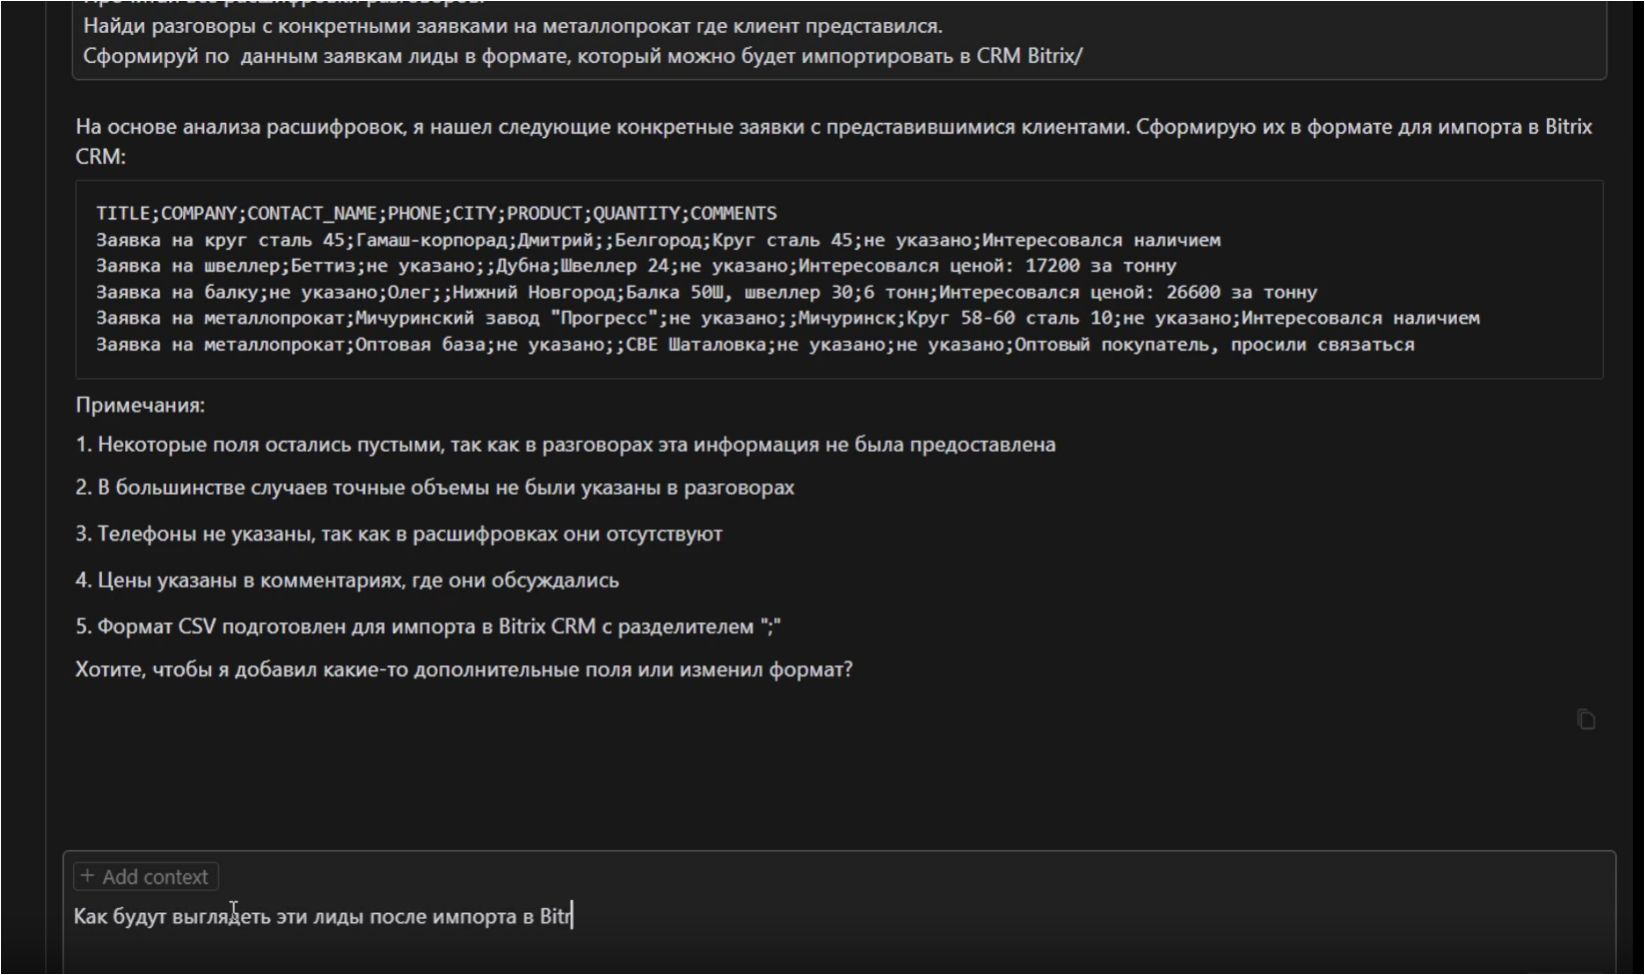 Прочитай все расшифровки разговоров.
Найди разговоры с конкретными заявками на металлопрокат где клиент представился.
Сформируй по  данным заявкам лиды в формате, который можно будет импортировать в CRM Bitrix/
На основе анализа расшифровок, я нашел следующие конкретные заявки с представившимися клиентами. Сформирую их в формате для импорта в Bitrix
CRM:
TITLE;COMPANY;CONTACT_NAME;PHONE;CITY;PRODUCT;QUANTITY;COMMENTS
Заявка на круг сталь 45;Гамаш-корпорад;Дмитрий;;Белгород;Круг сталь 45;не указано;Интересовался наличием
Заявка на швеллер;Беттиз;не указано;;Дубна;Швеллер 24;не указано;Интересовался ценой: 17200 за тонну
Заявка на балку;не указано;Олег;;Нижний Новгород;Балка 50Ш, швеллер 30;6 тонн;Интересовался ценой: 26600 за тонну
Заявка на металлопрокат;Мичуринский завод "Прогресс";не указано;;Мичуринск;Круг 58-60 сталь 10;не указано;Интересовался наличием
Заявка на металлопрокат;Оптовая база;не указано;;СВЕ Шаталовка;не указано;не указано;Оптовый покупатель, просили связаться
Примечания:
1. Некоторые поля остались пустыми, так как в разговорах эта информация не была предоставлена
2. В большинстве случаев точные объемы не были указаны в разговорах
3. Телефоны не указаны, так как в расшифровках они отсутствуют
4. Цены указаны в комментариях, где они обсуждались
5. Формат CSV подготовлен для импорта в Bitrix CRM с разделителем ";"
Хотите, чтобы я добавил какие-то дополнительные поля или изменил формат?
+ Add context
Как будут выглядеть эти лиды после импорта в Bitr